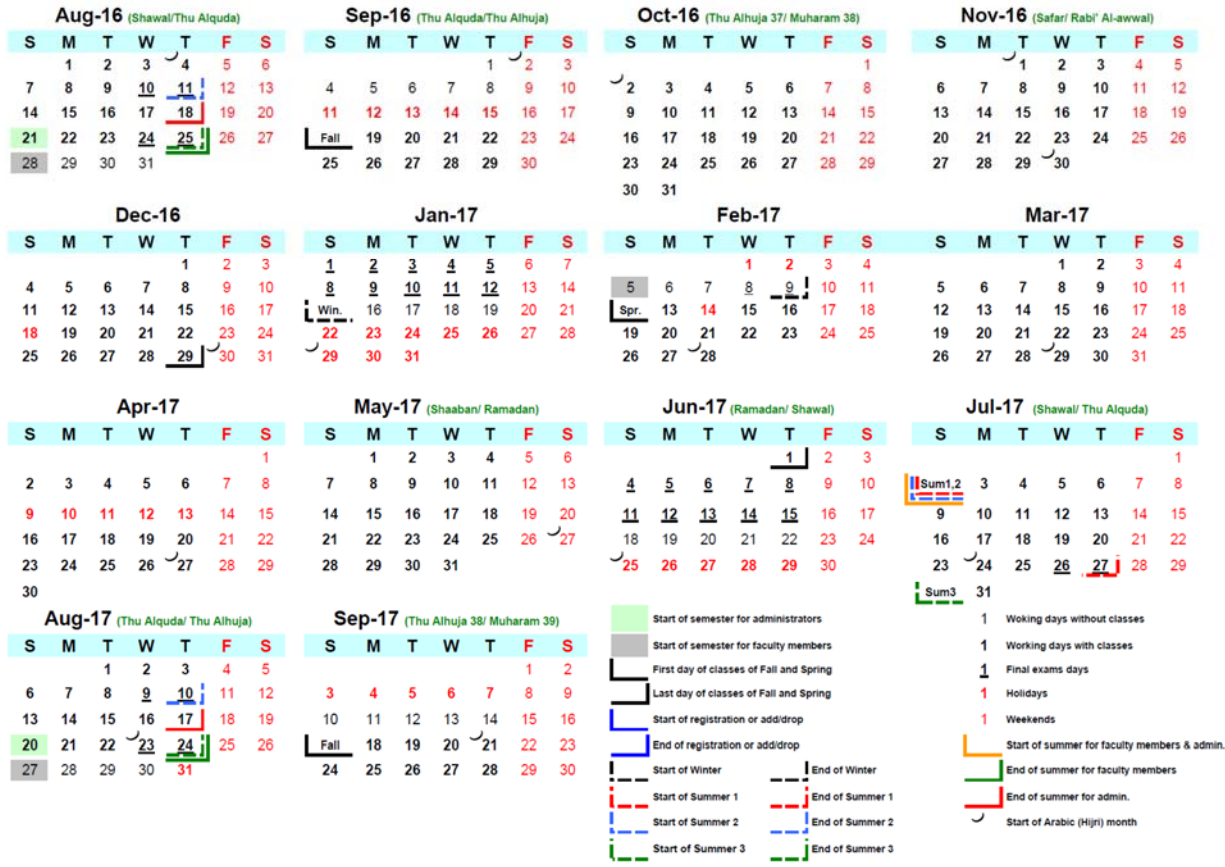 Aug-16 (Shawal/Thu Alquda) Sep-16 (Thu Alquda/Thu Alhuja) Oct-16 (Thu Alhuja 37/ Muharam 38) Nov-16 (Safar/ Rabi' Al-awwal)
S M T W T F S S M T W T F S S M T W T F S S M T W T F S
1 2 3 4 5 6 1 2 3 1 1 2 3 4 5
7 8 9 10 11 12 13 4 5 6 7 8 9 10 2 3 4 5 6 7 8 6 7 8 9 10 11 12
14 15 16 17 18 19 20 11 12 13 14 15 16 17 9 10 11 12 13 14 15 13 14 15 16 17 18 19
21 22 23 24 25 26 27 Fall 19 20 21 22 23 24 16 17 18 19 20 21 22 20 21 22 23 24 25 26
28 29 30 31 25 26 27 28 29 30 23 24 25 26 27 28 29 27 28 29 30
30 31
Dec-16 Jan-17 Feb-17 Mar-17
S M T W T F S S M T W T F S S M T W T F S S M T W T F S
1 2 3 1 2 3 4 5 6 7 1 2 3 4 1 2 3 4
4 5 6 7 8 9 10 8 9 10 11 12 13 14 5 6 7 8 9 10 11 5 6 7 8 9 10 11
11 12 13 14 15 16 17 Win. 16 17 18 19 20 21 Spr. 13 14 15 16 17 18 12 13 14 15 16 17 18
18 19 20 21 22 23 24 22 23 24 25 26 27 28 19 20 21 22 23 24 25 19 20 21 22 23 24 25
25 26 27 28 29 30 31 29 30 31 26 27 28 26 27 28 29 30 31
Apr-17 May-17 (Shaaban/ Ramadan) Jun-17 (Ramadan/ Shawal) Jul-17 (Shawal/ Thu Alquda)
S M T W T F S S M T W T F S S M T W T F S S M T W T F S
1 1 2 3 4 5 6 1 2 3 1
2 3 4 5 6 7 8 7 8 9 10 11 12 13 4 5 6 7 8 9 10 Sum1,2 3 4 5 6 7 8
9 10 11 12 13 14 15 14 15 16 17 18 19 20 11 12 13 14 15 16 17 9 10 11 12 13 14 15
16 17 18 19 20 21 22 21 22 23 24 25 26 27 18 19 20 21 22 23 24 16 17 18 19 20 21 22
23 24 25 26 27 28 29 28 29 30 31 25 26 27 28 29 30 23 24 25 26 27 28 29
30 Sum3 31
Aug-17 (Thu Alquda/ Thu Alhuja) Sep-17 (Thu Alhuja 38/ Muharam 39)
S M T W T F S S M T W T F S
1 2 3 4 5 1 2
6 7 8 9 10 11 12 3 4 5 6 7 8 9
13 14 15 16 17 18 19 10 11 12 13 14 15 16
20 21 22 23 24 25 26 Fall 18 19 20 21 22 23
27 28 29 30 31 24 25 26 27 28 29 30
Start of semester for administrators
Start of semester for faculty members
First day of classes of Fall and Spring
Last day of classes of Fall and Spring
Start of registration or add/drop
End of registration or add/drop
Start of Winter End of Winter
Start of Summer 1 End of Summer 1
Start of Summer 2 End of Summer 2
Start of Summer 3 End of Summer 3
1 Woking days without classes
1 Working days with classes
1 Final exams days
1 Holidays
1 Weekends
Start of summer for faculty members & admin.
End of summer for faculty members
End of summer for admin.
Start of Arabic (Hijri) month